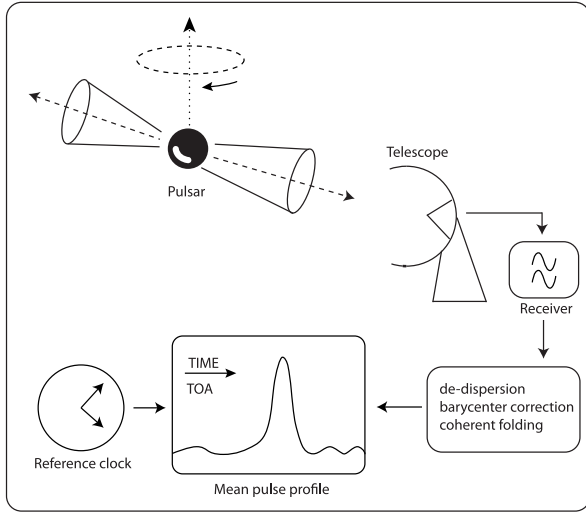 Pulsar
Telescope
Receiver
de-dispersion
barycenter correction
coherent folding
TIME
TOA
Reference clock
Mean pulse profile